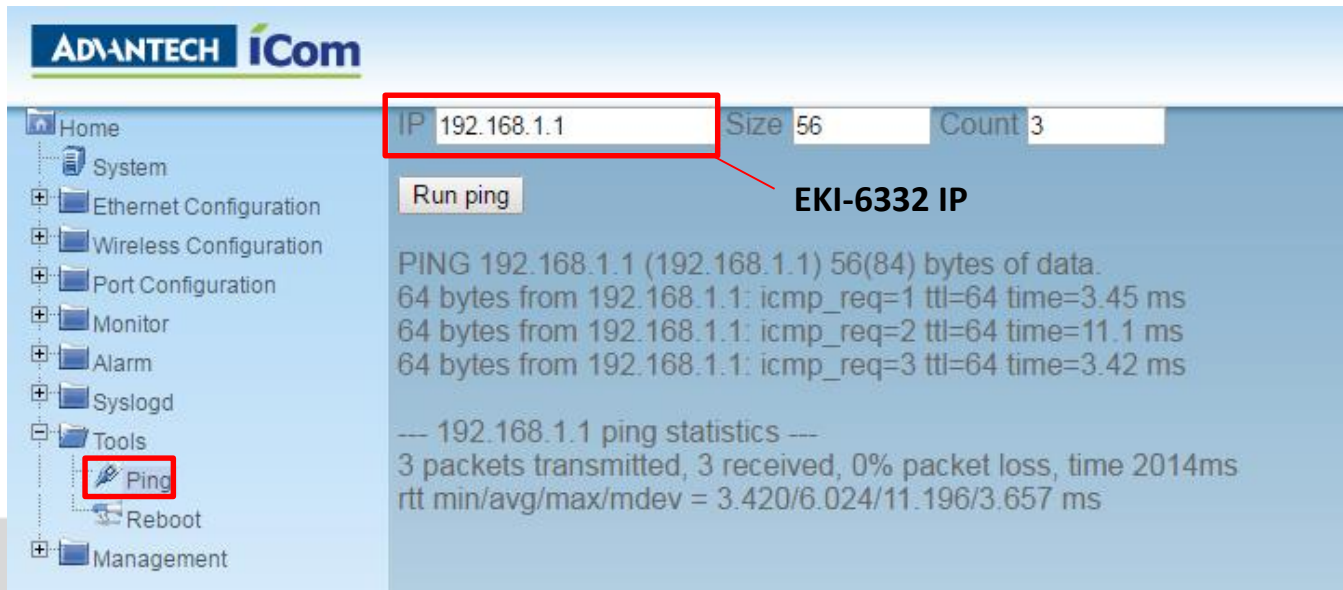 ADVANTECH iCom
Home
System
Ethernet Configuration
Wireless Configuration
Port Configuration
Monitor
Alarm
Syslogd
Tools
Ping
Reboot
Management
IP 192.168.1.1 Size 56 Count 3
Run ping
EKI-6332 IP
PING 192.168.1.1 (192.168.1.1) 56(84) bytes of data.
64 bytes from 192.168.1.1: icmp_req=1 ttl=64 time=3.45 ms
64 bytes from 192.168.1.1: icmp_req=2 ttl=64 time=11.1 ms
64 bytes from 192.168.1.1: icmp_req=3 ttl=64 time=3.42 ms
--- 192.168.1.1 ping statistics ---
3 packets transmitted, 3 received, 0% packet loss, time 2014ms
rtt min/avg/max/mdev = 3.420/6.024/11.196/3.657 ms